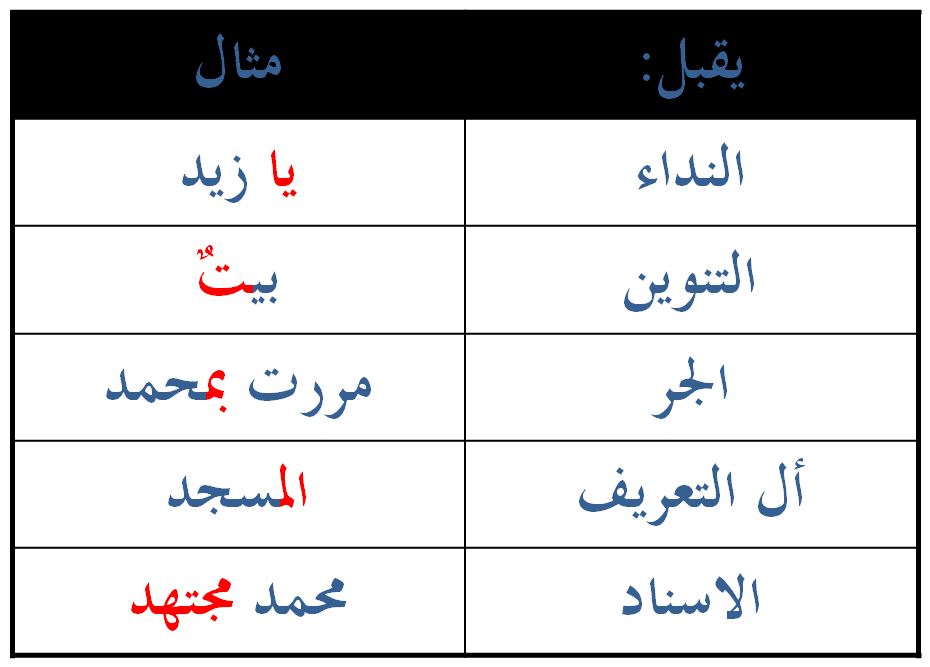 يقبل: مثال
النداء يا زيد
التنوين بيتٌ
الجر مررت بمحمد
أل التعريف المسجد
الاسناد محمد مجتهد